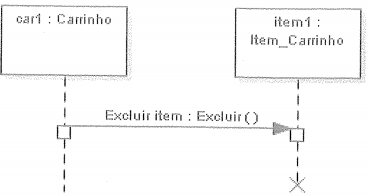 car1 : Carrinho
item1 :
Item_Carrinho
Excluir item : Excluir ( )